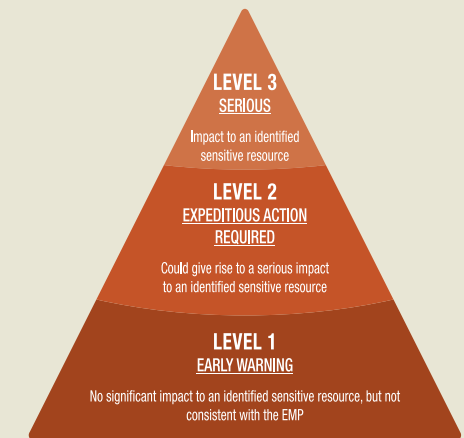 LEVEL 3
SERIOUS
Impact to an identified
sensitive resource
LEVEL 2
EXPEDITIOUS ACTION
REQUIRED
Could give rise to a serious impact
to an identified sensitive resource
LEVEL 1
EARLY WARNING
No significant impact to an identified sensitive resource, but not
consistent with the EMP